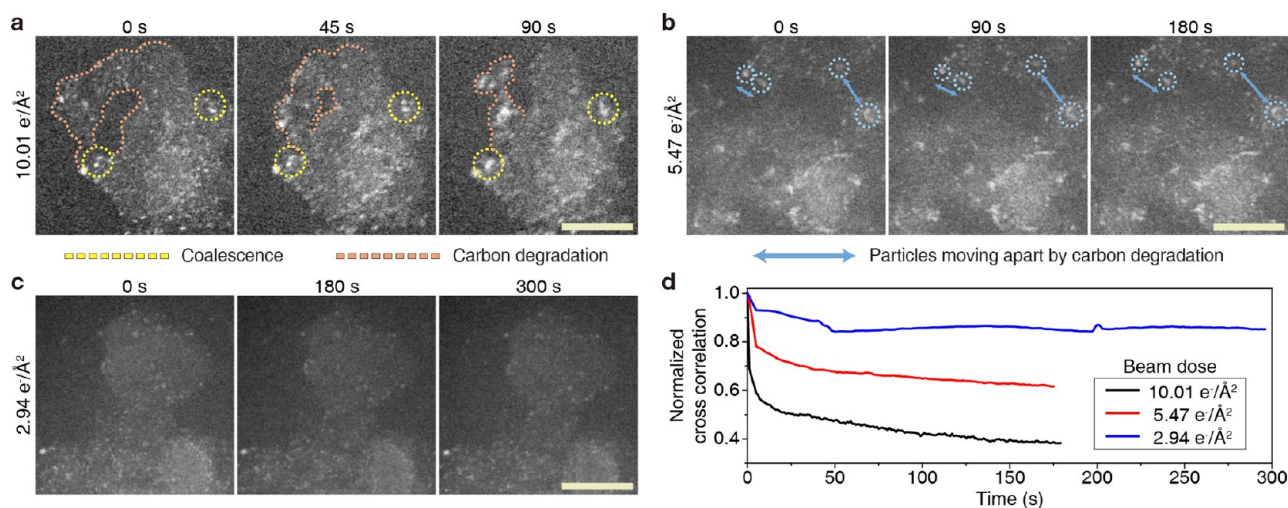 a
0 s 45 s 90 s
10.01 e⁻/Å²
b
0 s 90 s 180 s
5.47 e⁻/Å²
Coalescence Carbon degradation
Particles moving apart by carbon degradation
c
0 s 180 s 300 s
2.94 e⁻/Å²
d
Normalized
cross correlation
1.0
0.8
0.6
0.4
Beam dose
10.01 e⁻/Å²
5.47 e⁻/Å²
2.94 e⁻/Å²
0 50 100 150 200 250 300
Time (s)